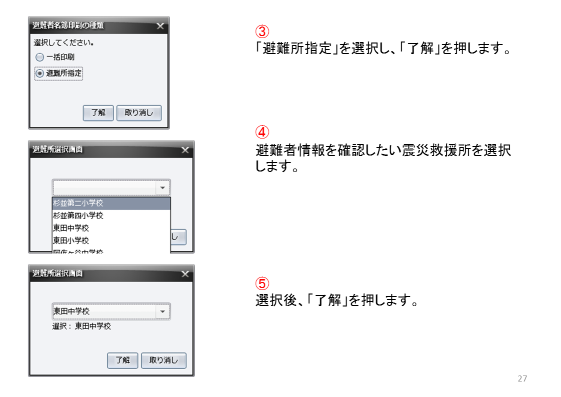 避難者名簿印刷の種類
選択してください。
一括印刷
避難所指定
了解 取り消し
③
「避難所指定」を選択し、「了解」を押します。
避難所選択画面
杉並第二小学校
杉並第四小学校
東田中学校
東田小学校
阿佐ヶ谷中学校
し
④
避難者情報を確認したい震災救援所を選択
します。
避難所選択画面
東田中学校
選択： 東田中学校
了解 取り消し
⑤
選択後、「了解」を押します。
27